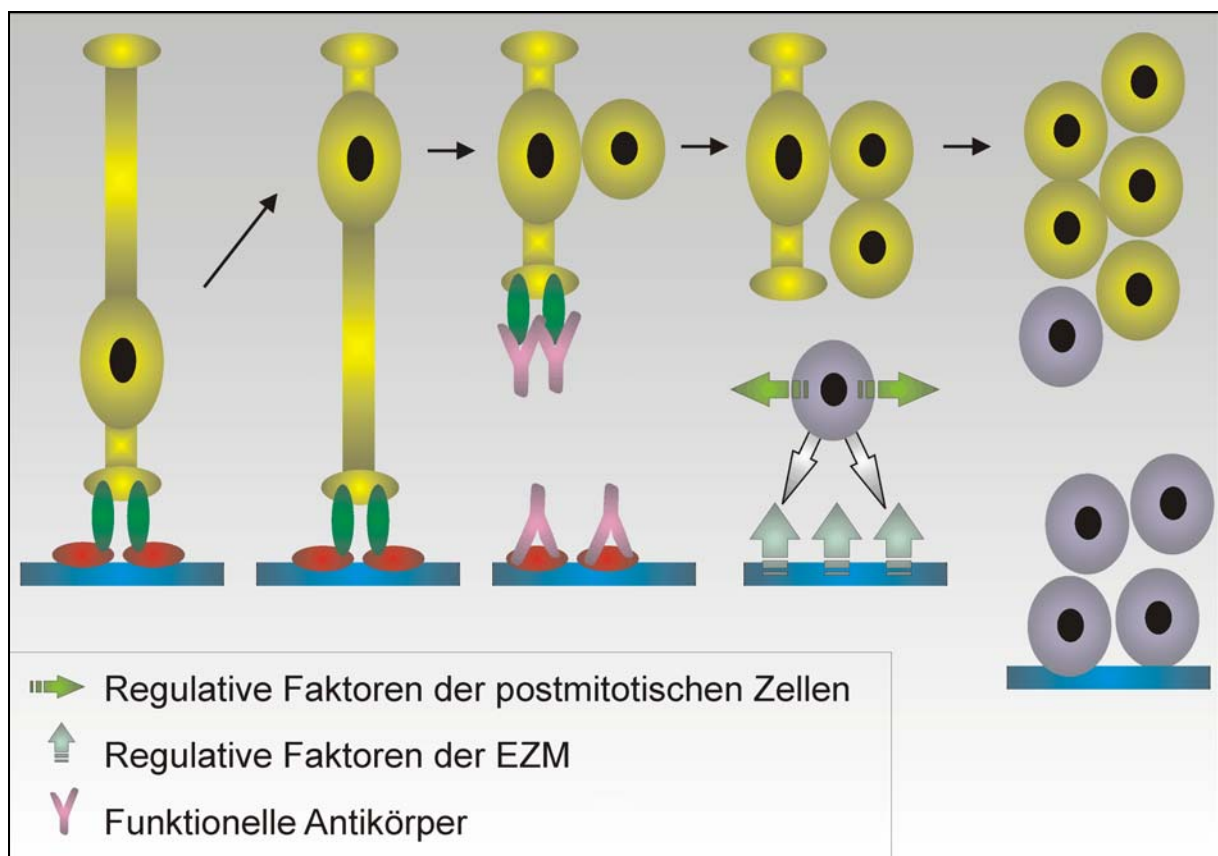 Regulative Faktoren der postmitotischen Zellen
Regulative Faktoren der EZM
Funktionelle Antikörper